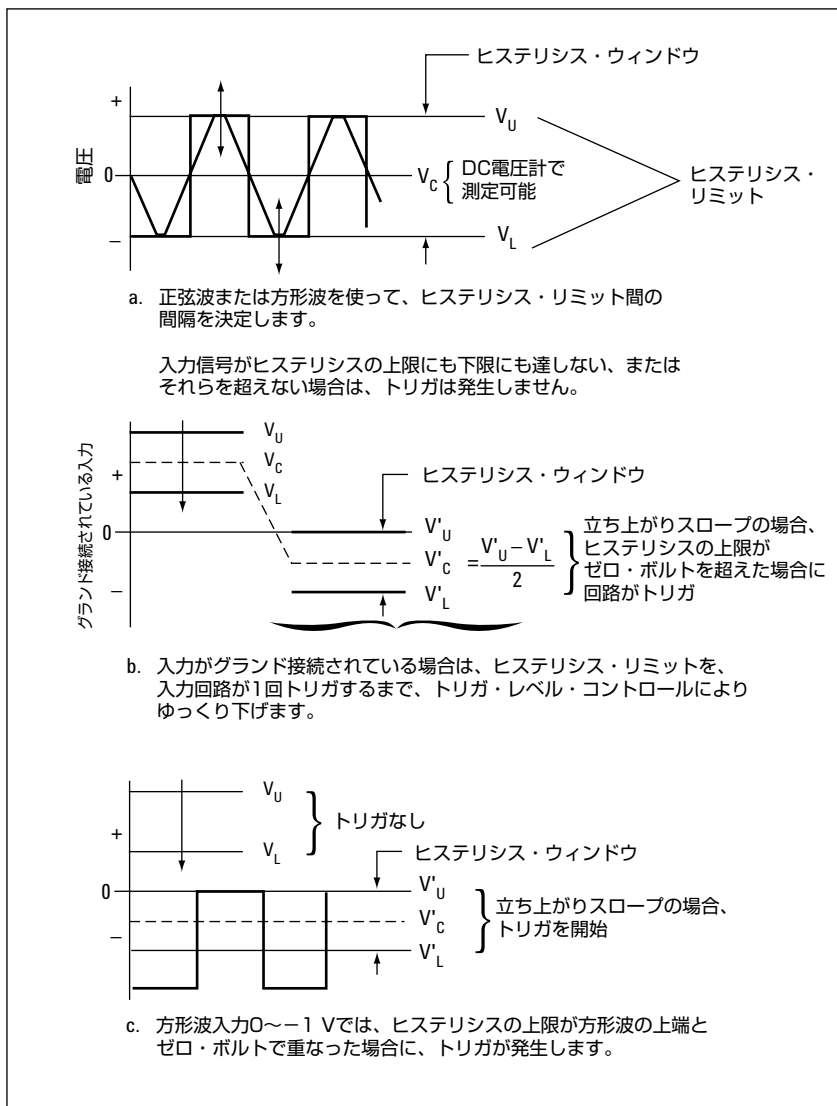 ヒステリシス・ウィンドウ
+
V_U
電圧
0
V_C { DC電圧計で
測定可能
ヒステリシス・
リミット
−
V_L
a. 正弦波または方形波を使って、ヒステリシス・リミット間の
間隔を決定します。
入力信号がヒステリシスの上限にも下限にも達しない、または
それらを超えない場合は、トリガは発生しません。
グランド接続されている入力
V_U
V_C
+
V_L
ヒステリシス・ウィンドウ
0
V'_U
V'_C = (V'_U − V'_L) / 2
−
V'_L
立ち上がりスロープの場合、
ヒステリシスの上限が
ゼロ・ボルトを超えた場合に
回路がトリガ
b. 入力がグランド接続されている場合は、ヒステリシス・リミットを、
入力回路が1回トリガするまで、トリガ・レベル・コントロールにより
ゆっくり下げます。
V_U
+
トリガなし
V_L
ヒステリシス・ウィンドウ
0
V'_U
V'_C
−
V'_L
立ち上がりスロープの場合、
トリガを開始
c. 方形波入力0～−1 Vでは、ヒステリシスの上限が方形波の上端と
ゼロ・ボルトで重なった場合に、トリガが発生します。